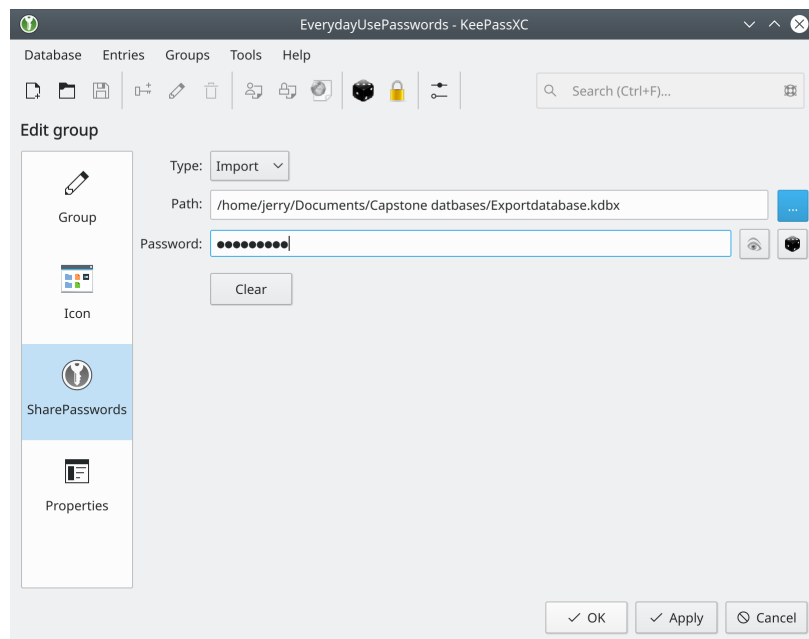 EverydayUsePasswords - KeePassXC
Database Entries Groups Tools Help
Search (Ctrl+F)...
Edit group
Group
Icon
SharePasswords
Properties
Type: Import
Path: /home/jerry/Documents/Capstone datbases/Exportdatabase.kdbx ...
Password: ●●●●●●●●●
Clear
OK Apply Cancel